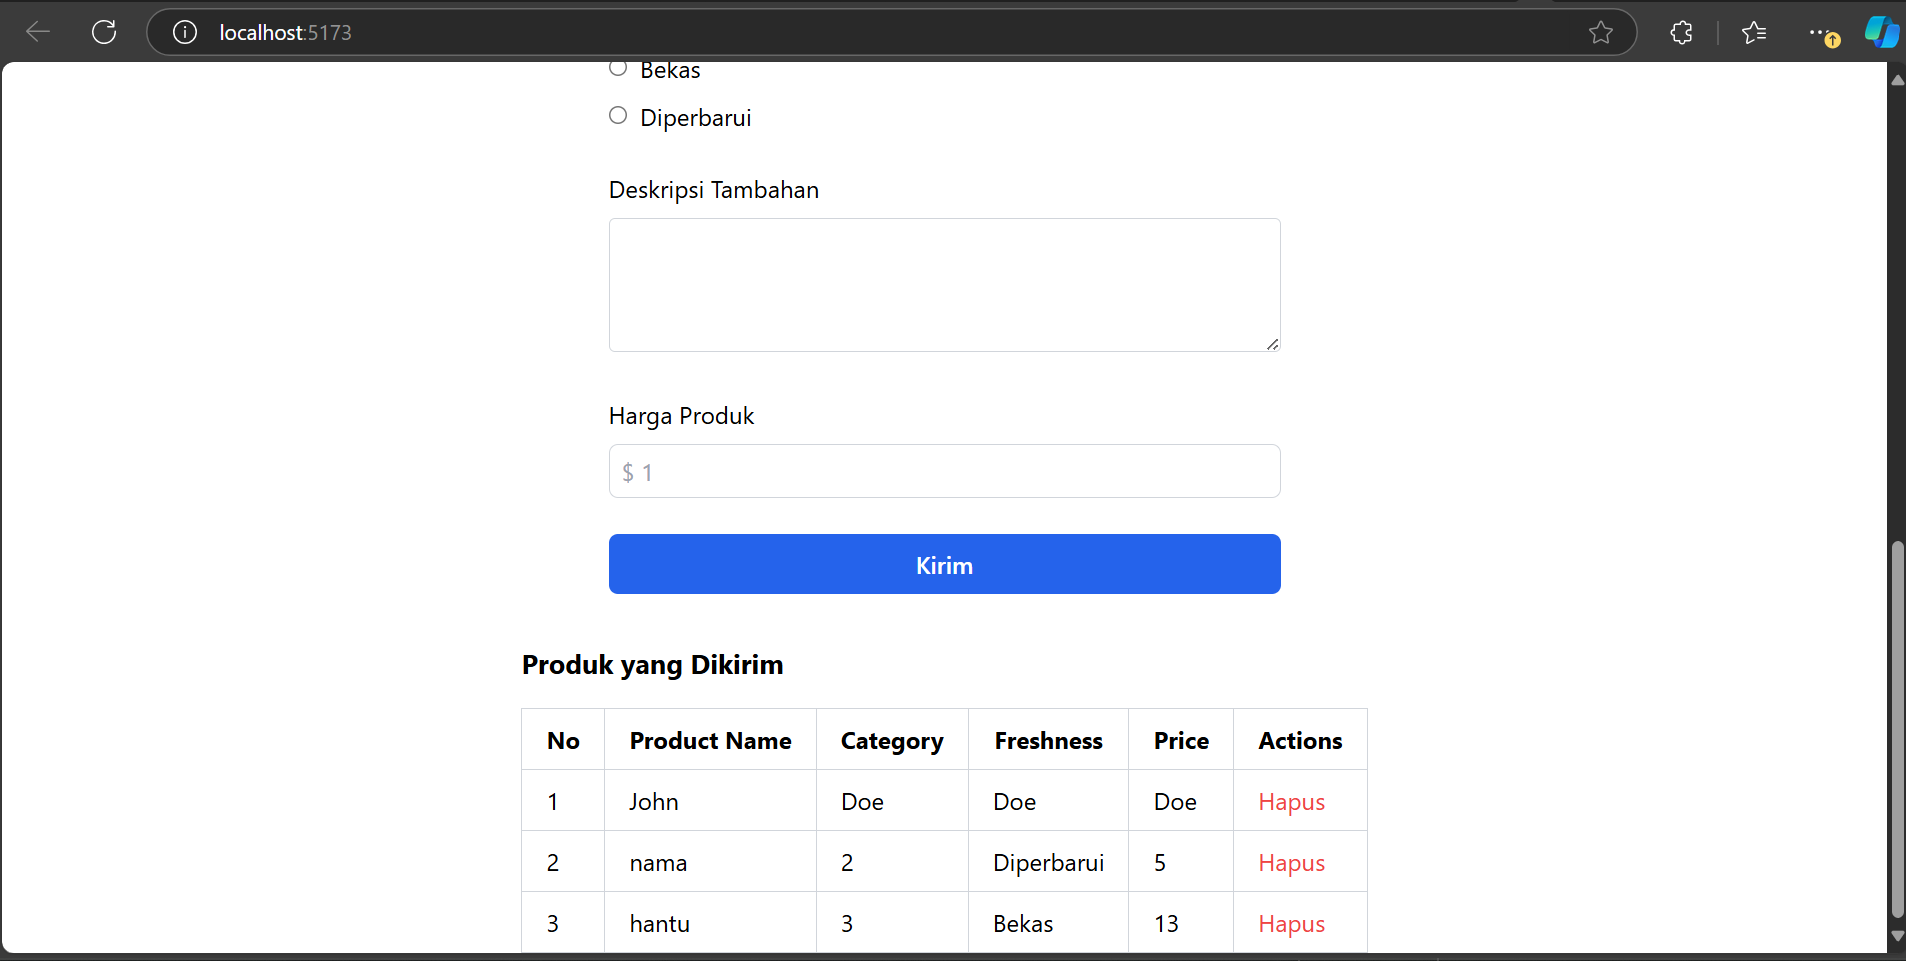 localhost:5173
Bekas
Diperbarui
Deskripsi Tambahan
Harga Produk
$ 1
Kirim
Produk yang Dikirim
No Product Name Category Freshness Price Actions
1 John Doe Doe Doe Hapus
2 nama 2 Diperbarui 5 Hapus
3 hantu 3 Bekas 13 Hapus